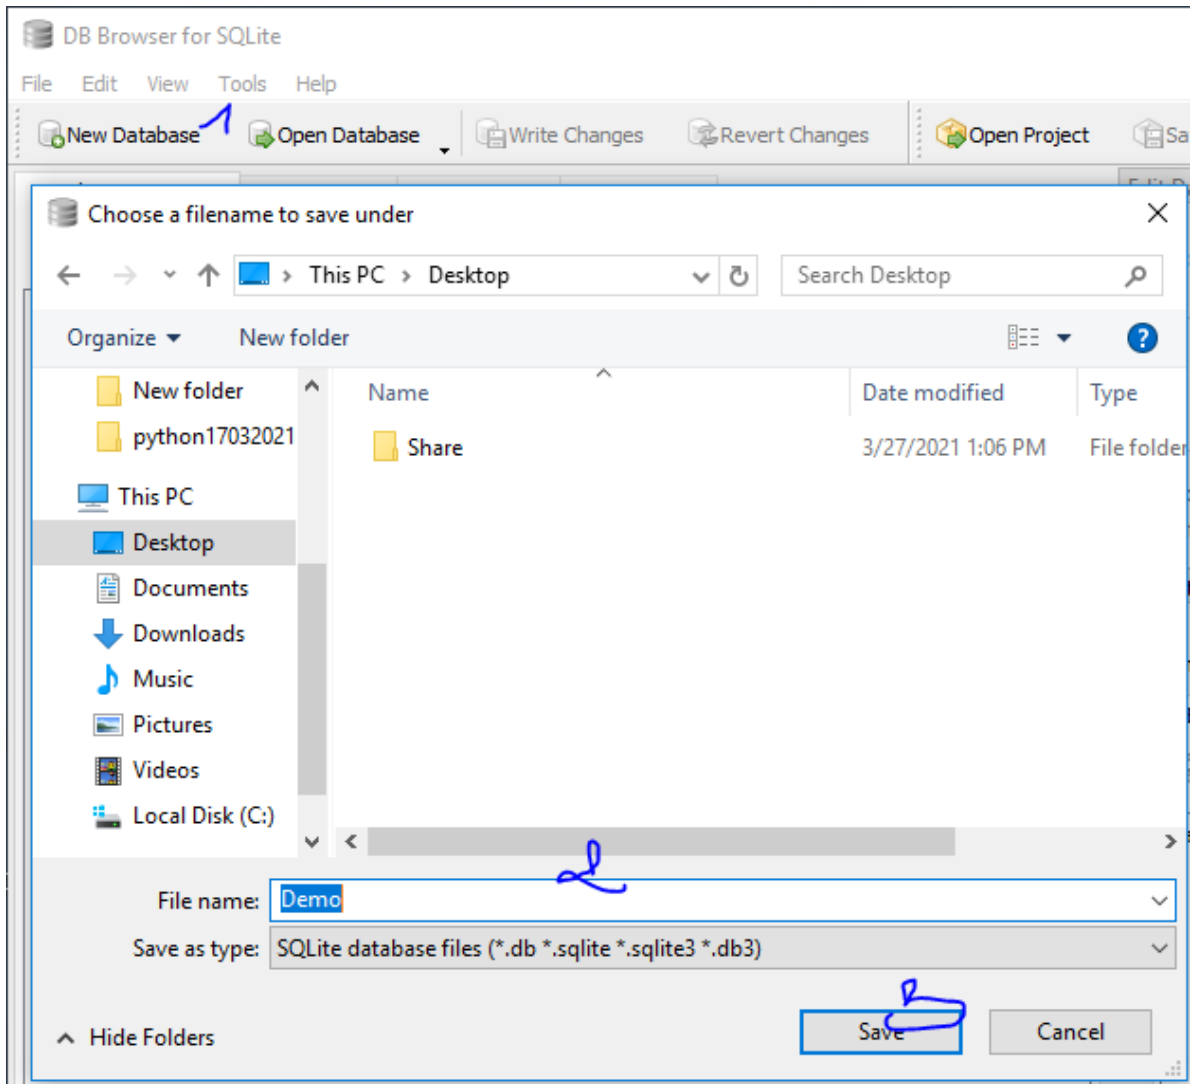 DB Browser for SQLite
File Edit View Tools Help
1
New Database Open Database Write Changes Revert Changes Open Project Sa
Choose a filename to save under
This PC > Desktop Search Desktop
Organize New folder
New folder Name Date modified Type
python17032021
Share 3/27/2021 1:06 PM File folder
This PC
Desktop
Documents
Downloads
Music
Pictures
Videos
Local Disk (C:)
2
File name: Demo
Save as type: SQLite database files (*.db *.sqlite *.sqlite3 *.db3)
3
Hide Folders Save Cancel